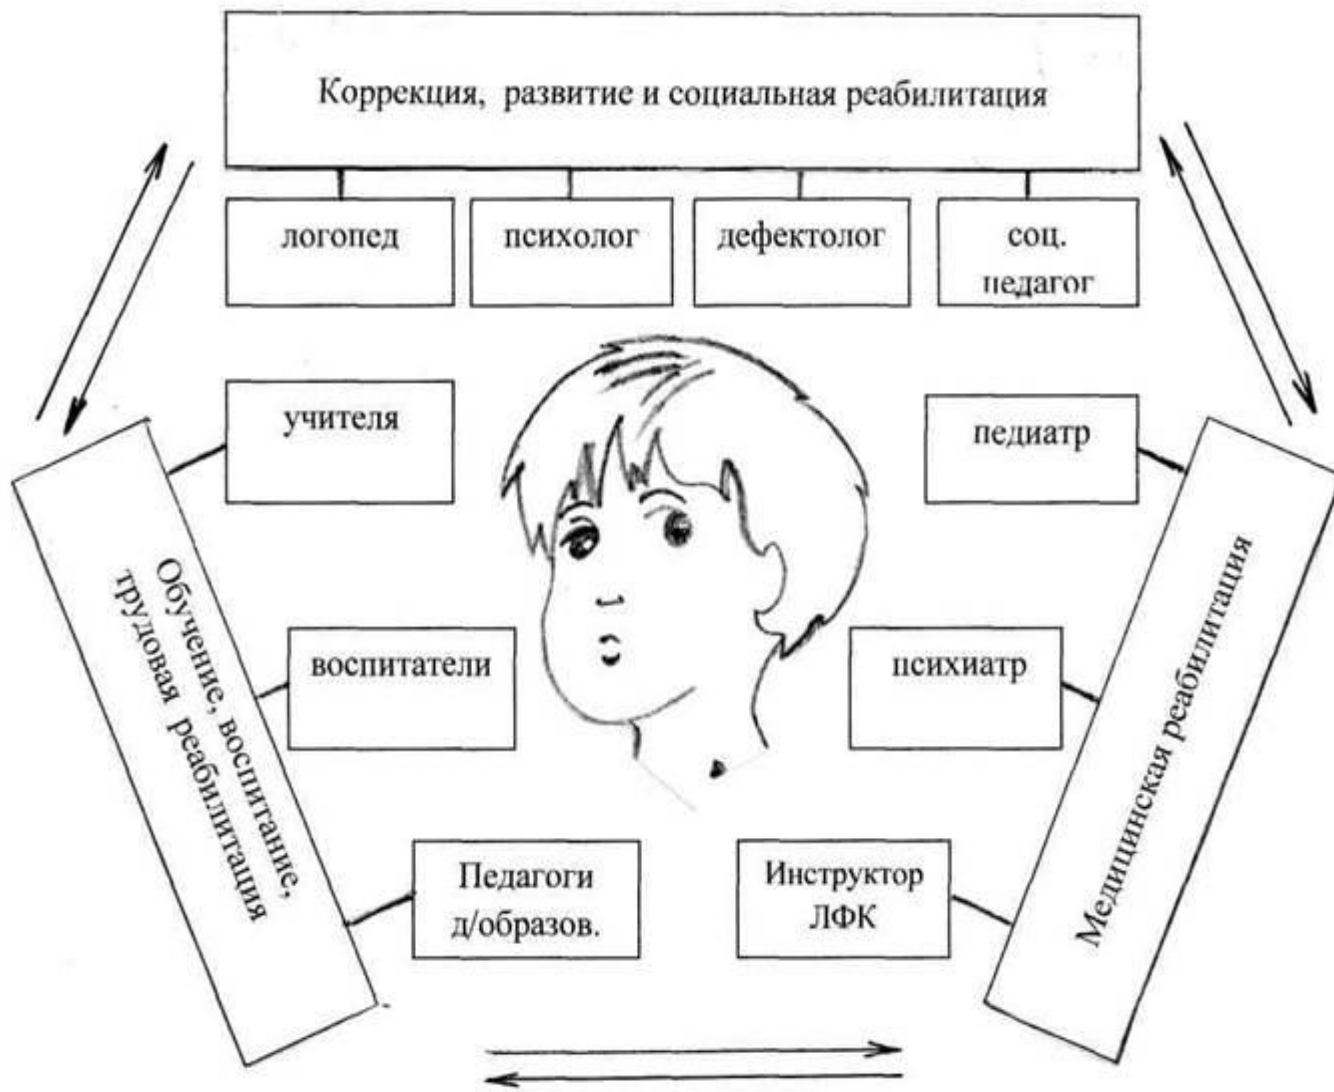 Коррекция, развитие и социальная реабилитация
логопед
психолог
дефектолог
соц.
педагог
учителя
педиатр
Обучение, воспитание,
трудовая реабилитация
Медицинская реабилитация
воспитатели
психиатр
Педагоги
д/образов.
Инструктор
ЛФК